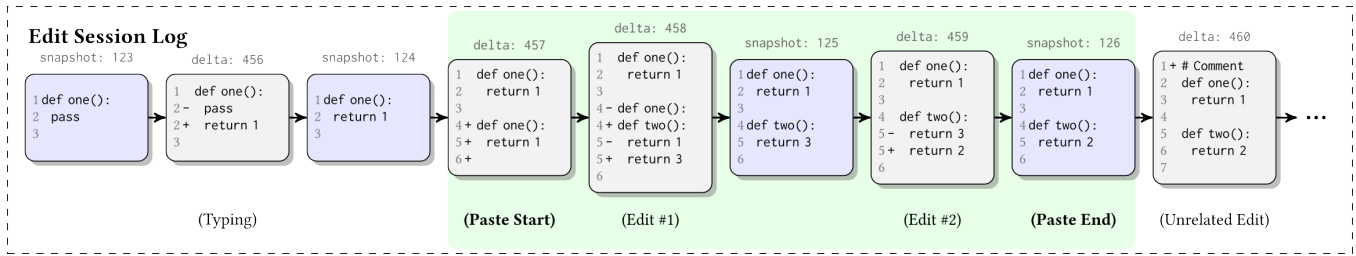 Edit Session Log
snapshot: 123
1 def one():
2   pass
3
delta: 456
1   def one():
2 -   pass
2 +   return 1
3
snapshot: 124
1 def one():
2   return 1
3
delta: 457
1   def one():
2     return 1
3
4 + def one():
5 +   return 1
6 +
delta: 458
1   def one():
2     return 1
3
4 - def one():
4 + def two():
5 -   return 1
5 +   return 3
6
snapshot: 125
1 def one():
2   return 1
3
4 def two():
5   return 3
6
delta: 459
1   def one():
2     return 1
3
4   def two():
5 -   return 3
5 +   return 2
6
snapshot: 126
1 def one():
2   return 1
3
4 def two():
5   return 2
6
delta: 460
1 + # Comment
2   def one():
3     return 1
4
5   def two():
6     return 2
7
...
(Typing)
(Paste Start)
(Edit #1)
(Edit #2)
(Paste End)
(Unrelated Edit)